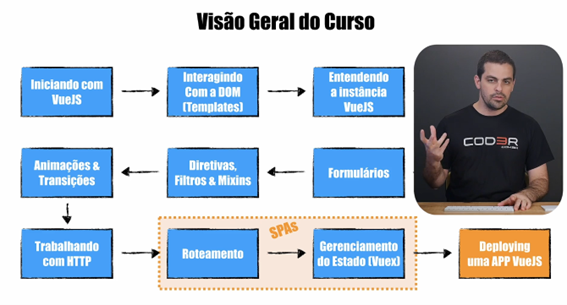 Visão Geral do Curso
Iniciando com
VueJS
Interagindo
Com a DOM
(Templates)
Entendendo
a instância
VueJS
Animações &
Transições
Diretivas,
Filtros & Mixins
Formulários
COD3R
Trabalhando
com HTTP
Roteamento
SPAs
Gerenciamento
do Estado (Vuex)
Deploying
uma APP VueJS